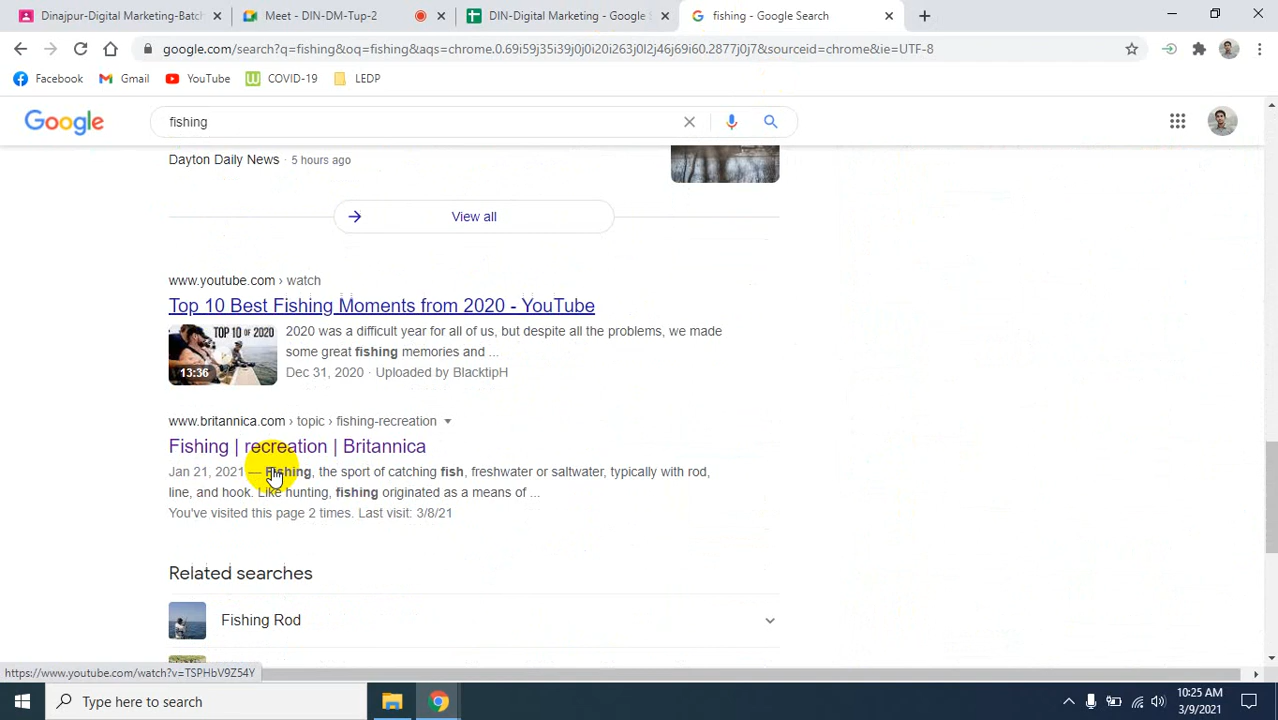 Dinajpur-Digital Marketing-Batch
Meet - DIN-DM-Tup-2
DIN-Digital Marketing - Google S
fishing - Google Search
google.com/search?q=fishing&oq=fishing&aqs=chrome.0.69i59j35i39j0j0i20i263j0l2j46j69i60.2877j0j7&sourceid=chrome&ie=UTF-8
Facebook
Gmail
YouTube
COVID-19
LEDP
Google
fishing
Dayton Daily News · 5 hours ago
View all
www.youtube.com › watch
Top 10 Best Fishing Moments from 2020 - YouTube
TOP 10 OF 2020
13:36
2020 was a difficult year for all of us, but despite all the problems, we made
some great fishing memories and ...
Dec 31, 2020 · Uploaded by BlacktipH
www.britannica.com › topic › fishing-recreation
Fishing | recreation | Britannica
Jan 21, 2021 — Fishing, the sport of catching fish, freshwater or saltwater, typically with rod,
line, and hook. Like hunting, fishing originated as a means of ...
You've visited this page 2 times. Last visit: 3/8/21
Related searches
Fishing Rod
https://www.youtube.com/watch?v=TSPHbV9Z54Y
Type here to search
10:25 AM
3/9/2021